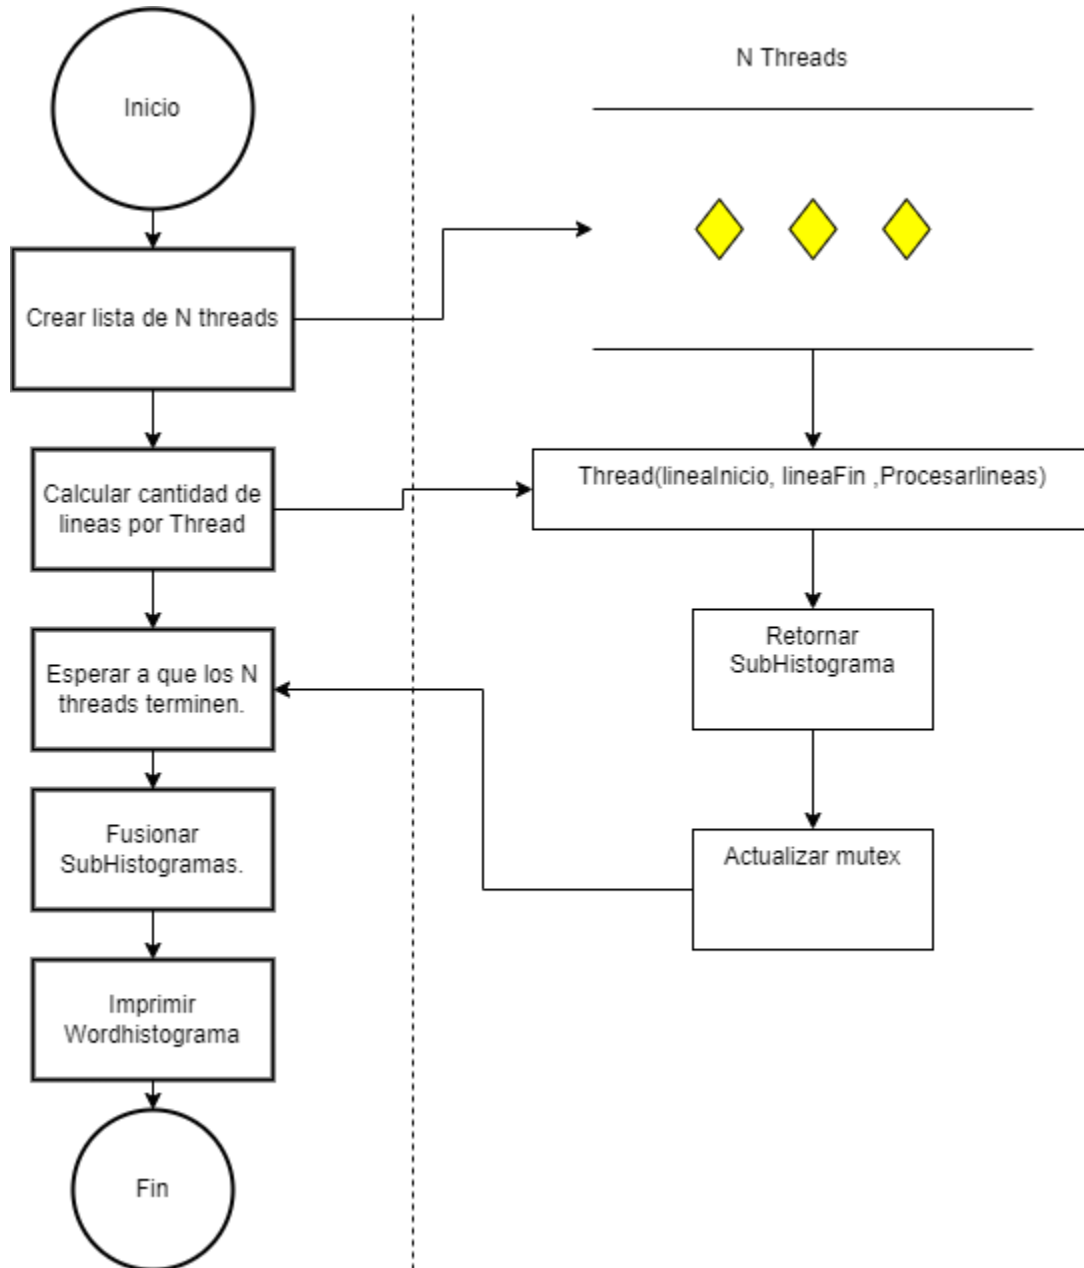 Inicio
N Threads
Crear lista de N threads
Calcular cantidad de
lineas por Thread
Thread(lineaInicio, lineaFin ,Procesarlineas)
Esperar a que los N
threads terminen.
Retornar
SubHistograma
Fusionar
SubHistogramas.
Actualizar mutex
Imprimir
Wordhistograma
Fin